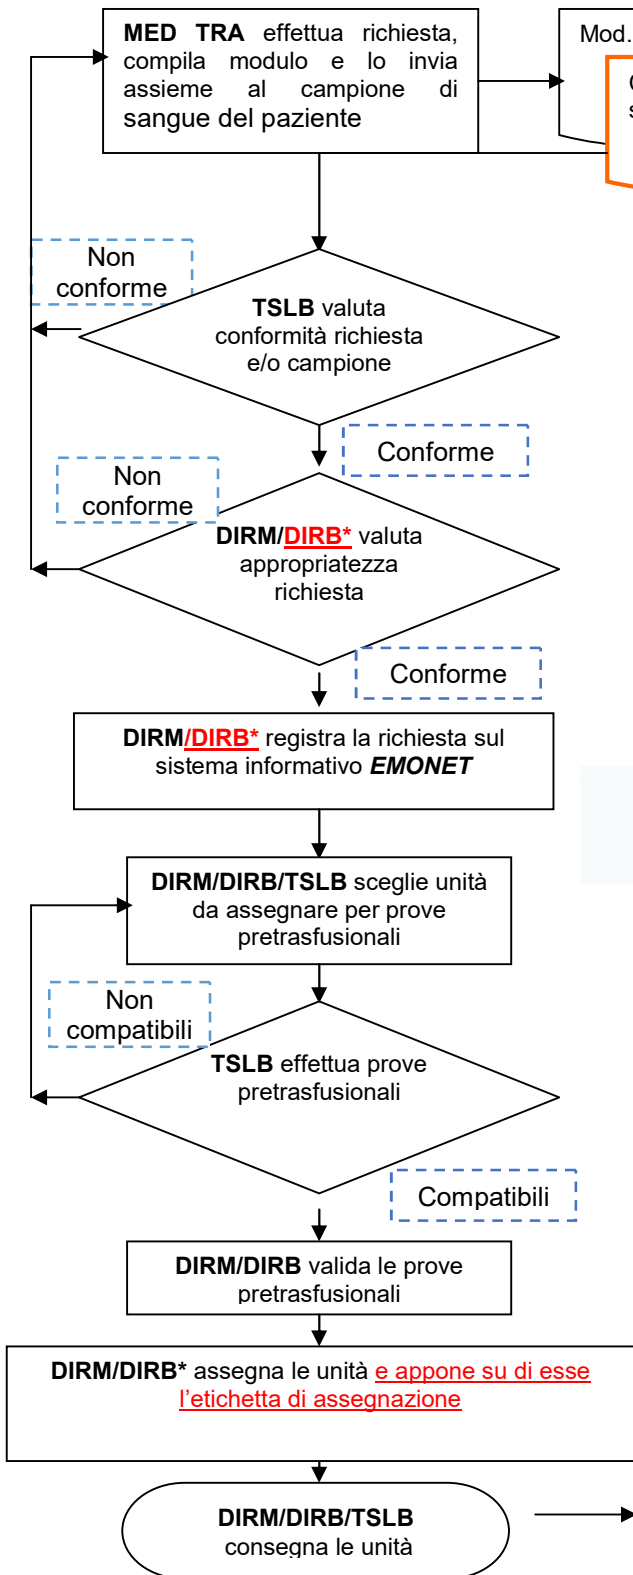 MED TRA effettua richiesta,
compila modulo e lo invia
assieme al campione di
sangue del paziente
Mod.
Non
conforme
TSLB valuta
conformità richiesta
e/o campione
Conforme
Non
conforme
DIRM/DIRB* valuta
appropriatezza
richiesta
Conforme
DIRM/DIRB* registra la richiesta sul
sistema informativo EMONET
DIRM/DIRB/TSLB sceglie unità
da assegnare per prove
pretrasfusionali
Non
compatibili
TSLB effettua prove
pretrasfusionali
Compatibili
DIRM/DIRB valida le prove
pretrasfusionali
DIRM/DIRB* assegna le unità e appone su di esse
l'etichetta di assegnazione
DIRM/DIRB/TSLB
consegna le unità